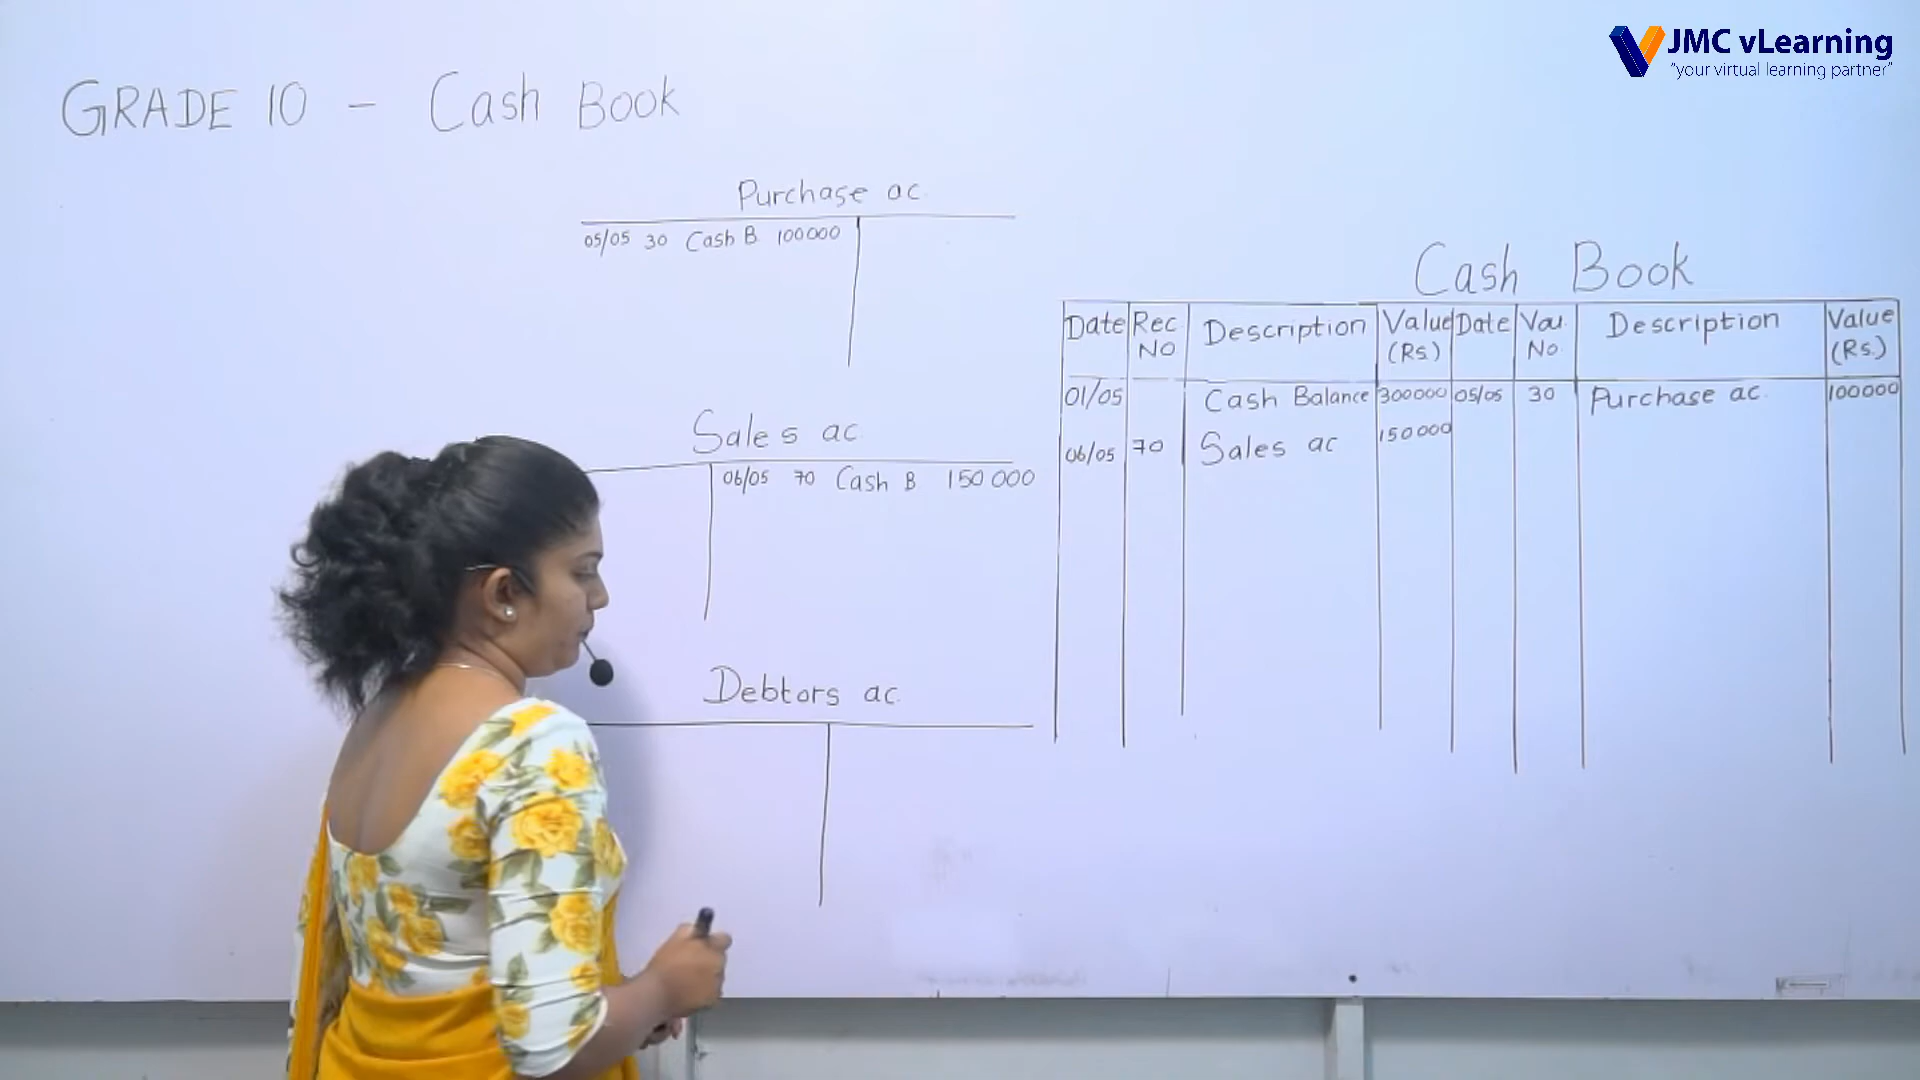 JMC vLearning
"your virtual learning partner"
GRADE 10 - Cash Book
Purchase ac.
05/05 30 Cash B. 100000
Sales ac
06/05 70 Cash B 150 000
Debtors ac.
Cash Book
Date Rec NO Description Value (Rs.) Date Vou. No. Description Value (Rs.)
01/05 Cash Balance 300000 05/05 30 Purchase ac. 100000
06/05 70 Sales ac 150000